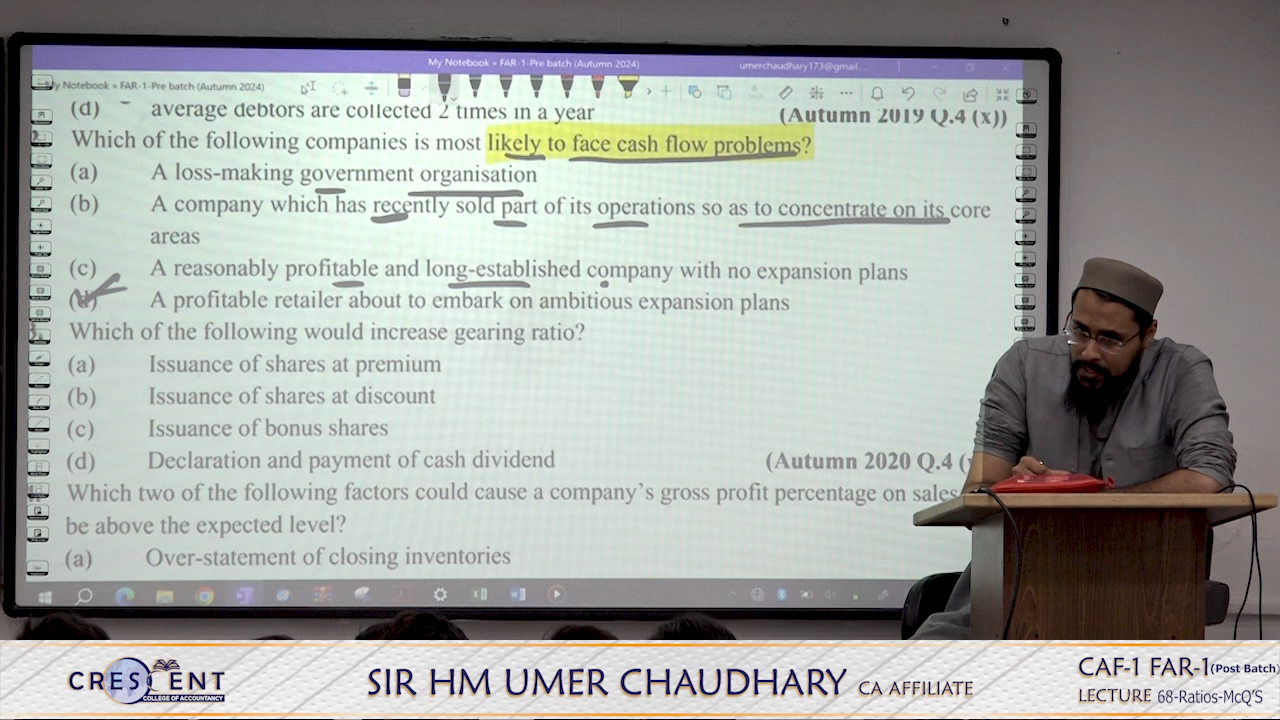 My Notebook » FAR-1-Pre batch (Autumn 2024)
umerchaudhary173@gmail...
y Notebook » FAR-1-Pre batch (Autumn 2024)
(d) average debtors are collected 2 times in a year (Autumn 2019 Q.4 (x))
Which of the following companies is most likely to face cash flow problems?
(a) A loss-making government organisation
(b) A company which has recently sold part of its operations so as to concentrate on its core
areas
(c) A reasonably profitable and long-established company with no expansion plans
(d) A profitable retailer about to embark on ambitious expansion plans
3. Which of the following would increase gearing ratio?
(a) Issuance of shares at premium
(b) Issuance of shares at discount
(c) Issuance of bonus shares
(d) Declaration and payment of cash dividend (Autumn 2020 Q.4 (
Which two of the following factors could cause a company's gross profit percentage on sales
be above the expected level?
(a) Over-statement of closing inventories
CRESCENT
COLLEGE OF ACCOUNTANCY
SIR HM UMER CHAUDHARY CA AFFILIATE
CAF-1 FAR-1(Post Batch)
LECTURE 68-Ratios-McQ'S